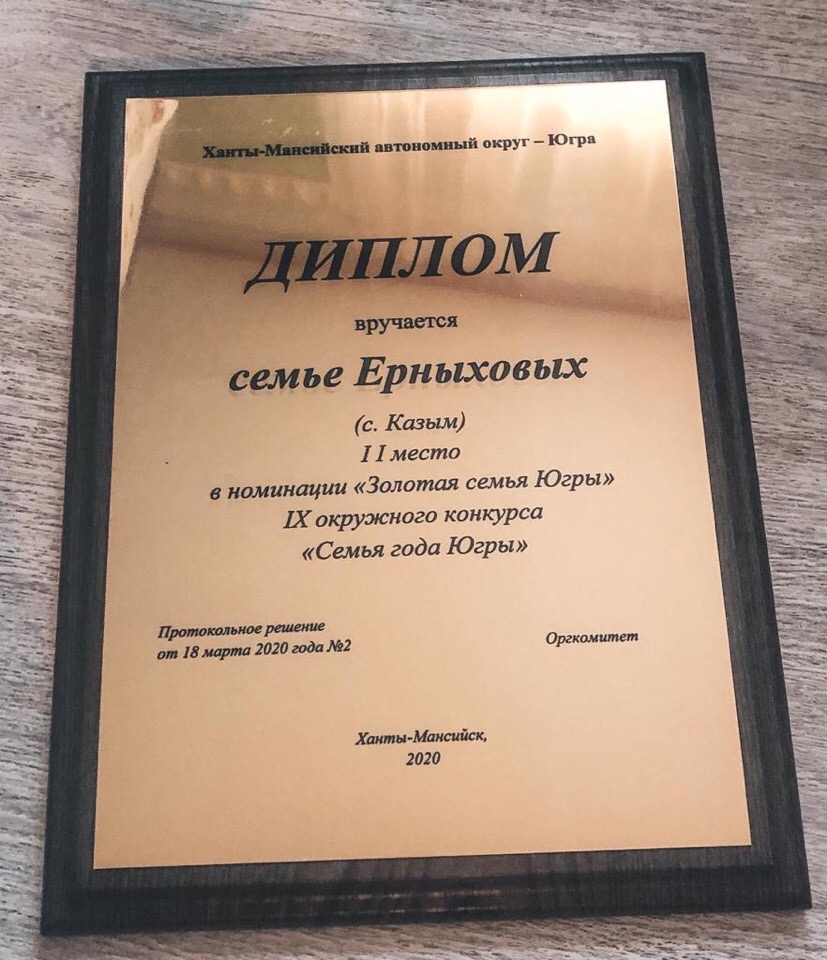 Ханты-Мансийский автономный округ – Югра
ДИПЛОМ
вручается
семье Ерныховых
(с. Казым)
I I место
в номинации «Золотая семья Югры»
IX окружного конкурса
«Семья года Югры»
Протокольное решение
от 18 марта 2020 года №2
Оргкомитет
Ханты-Мансийск,
2020